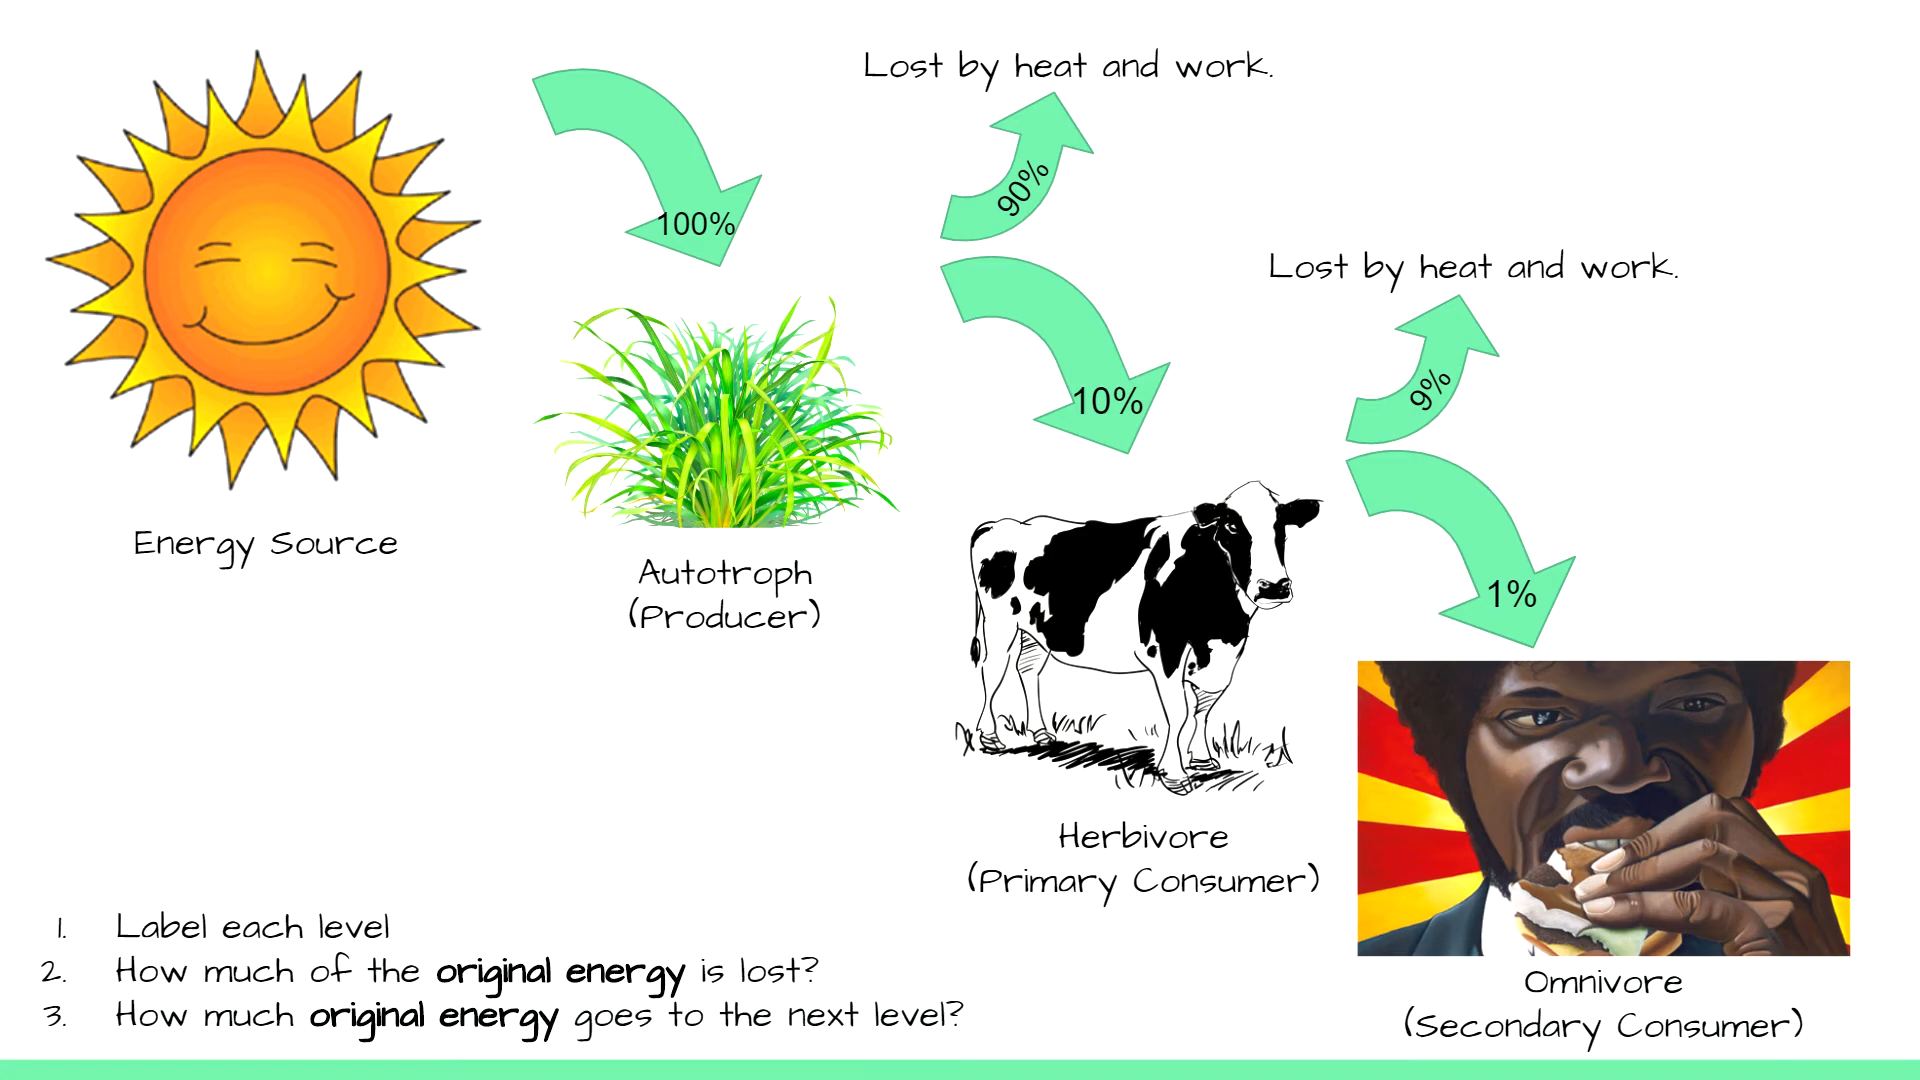 Lost by heat and work.
90%
100%
Lost by heat and work.
9%
10%
1%
Energy Source
Autotroph
(Producer)
Herbivore
(Primary Consumer)
Omnivore
(Secondary Consumer)
1. Label each level
2. How much of the original energy is lost?
3. How much original energy goes to the next level?